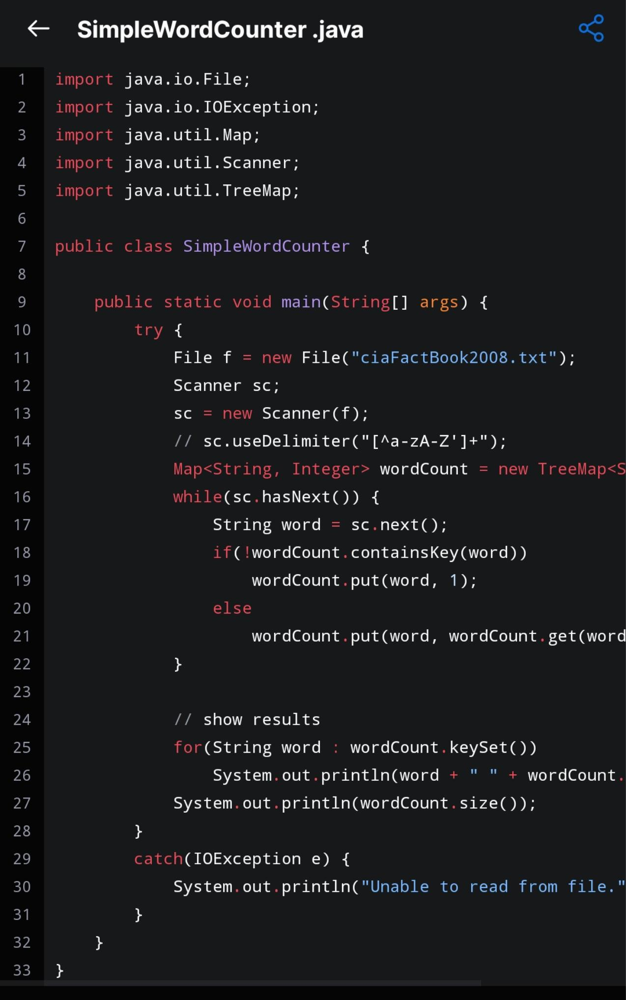 SimpleWordCounter .java
1 import java.io.File;
2 import java.io.IOException;
3 import java.util.Map;
4 import java.util.Scanner;
5 import java.util.TreeMap;
6
7 public class SimpleWordCounter {
8
9     public static void main(String[] args) {
10         try {
11             File f = new File("ciaFactBook2008.txt");
12             Scanner sc;
13             sc = new Scanner(f);
14             // sc.useDelimiter("[^a-zA-Z']+");
15             Map<String, Integer> wordCount = new TreeMap<S
16             while(sc.hasNext()) {
17                 String word = sc.next();
18                 if(!wordCount.containsKey(word))
19                     wordCount.put(word, 1);
20                 else
21                     wordCount.put(word, wordCount.get(word
22             }
23
24             // show results
25             for(String word : wordCount.keySet())
26                 System.out.println(word + " " + wordCount.
27             System.out.println(wordCount.size());
28         }
29         catch(IOException e) {
30             System.out.println("Unable to read from file."
31         }
32     }
33 }